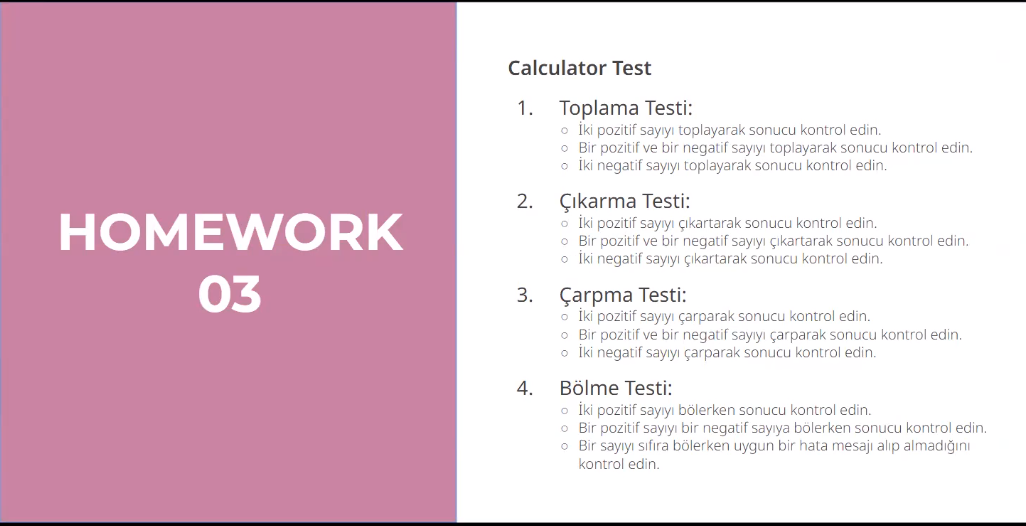 HOMEWORK
03
Calculator Test
1. Toplama Testi:
○ İki pozitif sayıyı toplayarak sonucu kontrol edin.
○ Bir pozitif ve bir negatif sayıyı toplayarak sonucu kontrol edin.
○ İki negatif sayıyı toplayarak sonucu kontrol edin.
2. Çıkarma Testi:
○ İki pozitif sayıyı çıkartarak sonucu kontrol edin.
○ Bir pozitif ve bir negatif sayıyı çıkartarak sonucu kontrol edin.
○ İki negatif sayıyı çıkartarak sonucu kontrol edin.
3. Çarpma Testi:
○ İki pozitif sayıyı çarparak sonucu kontrol edin.
○ Bir pozitif ve bir negatif sayıyı çarparak sonucu kontrol edin.
○ İki negatif sayıyı çarparak sonucu kontrol edin.
4. Bölme Testi:
○ İki pozitif sayıyı bölerken sonucu kontrol edin.
○ Bir pozitif sayıyı bir negatif sayıya bölerken sonucu kontrol edin.
○ Bir sayıyı sıfıra bölerken uygun bir hata mesajı alıp almadığını
kontrol edin.